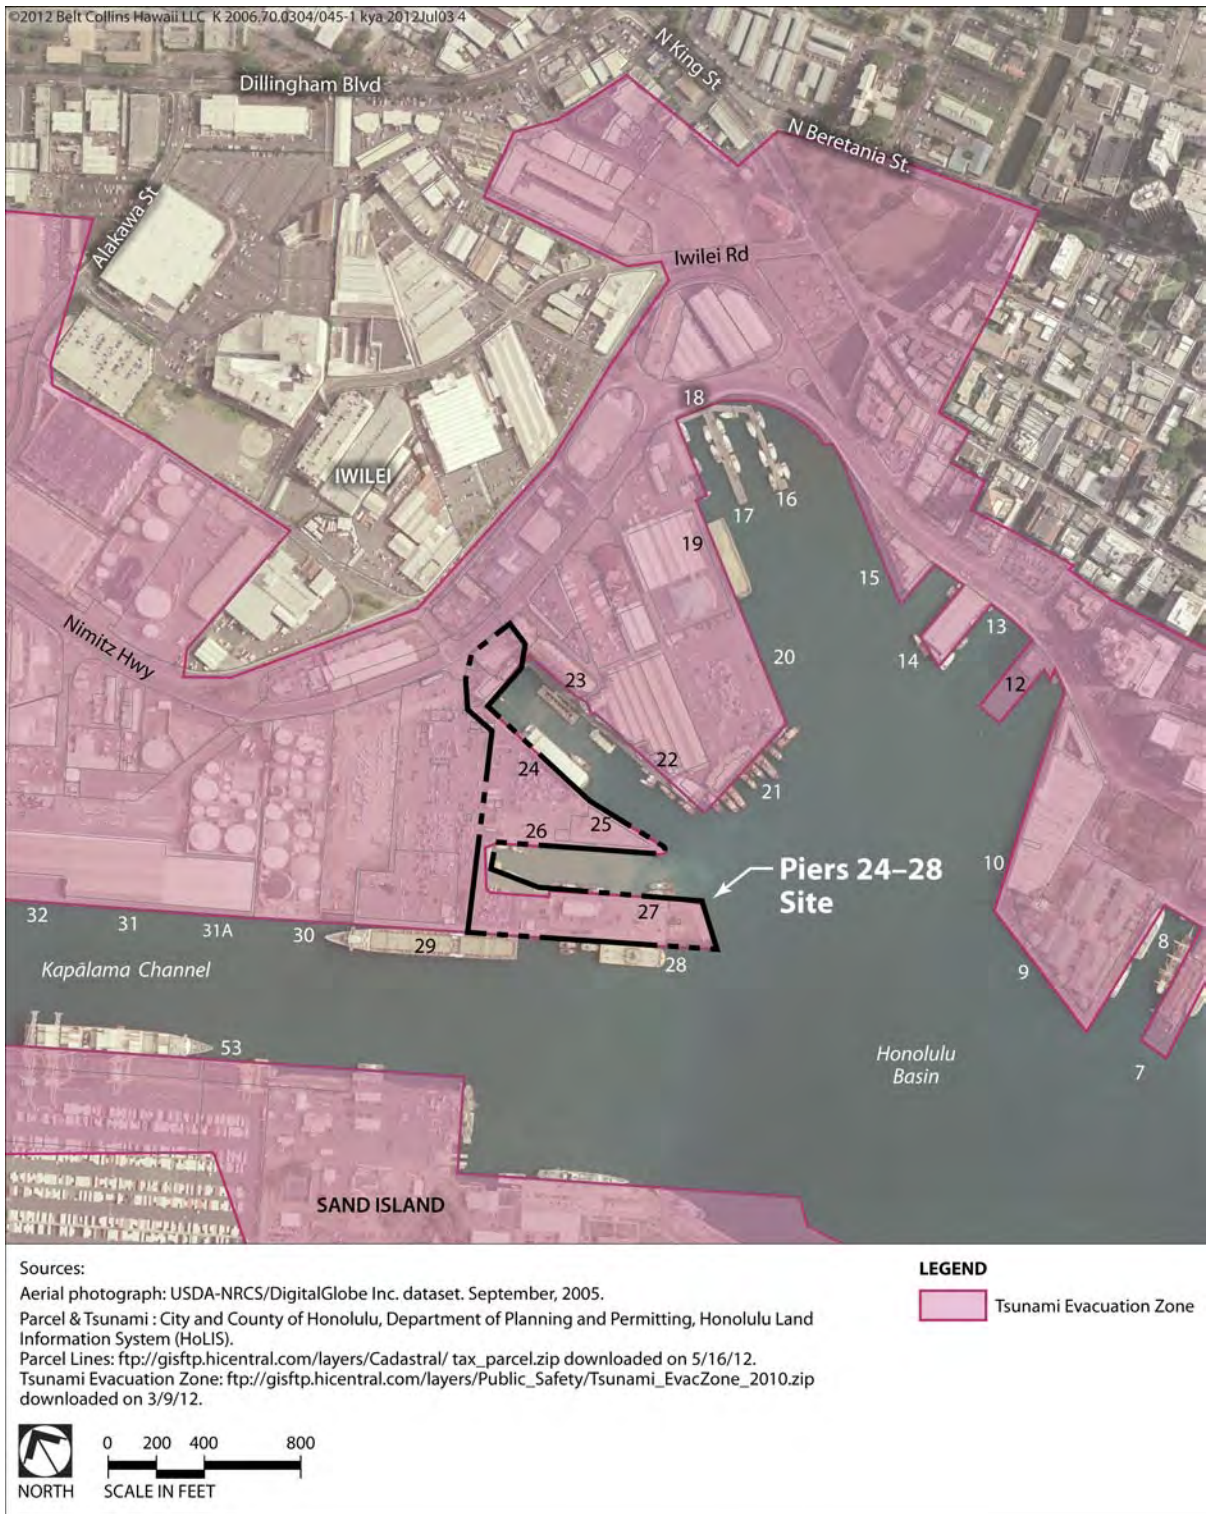 ©2012 Belt Collins Hawaii LLC K 2006.70.0304/045-1 kya 2012Jul03 4
N King St
Dillingham Blvd
N Beretania St.
Alakawa St
Iwilei Rd
18
IWILEI
16
17
19
15
13
Nimitz Hwy
14
20
23
12
22
24
21
25
26
Piers 24–28
Site
10
27
32
31
31A
30
29
28
8
Kapālama Channel
9
53
Honolulu
Basin
7
SAND ISLAND
Sources:
Aerial photograph: USDA-NRCS/DigitalGlobe Inc. dataset. September, 2005.
Parcel & Tsunami : City and County of Honolulu, Department of Planning and Permitting, Honolulu Land
Information System (HoLIS).
Parcel Lines: ftp://gisftp.hicentral.com/layers/Cadastral/ tax_parcel.zip downloaded on 5/16/12.
Tsunami Evacuation Zone: ftp://gisftp.hicentral.com/layers/Public_Safety/Tsunami_EvacZone_2010.zip
downloaded on 3/9/12.
LEGEND
Tsunami Evacuation Zone
NORTH
0 200 400 800
SCALE IN FEET